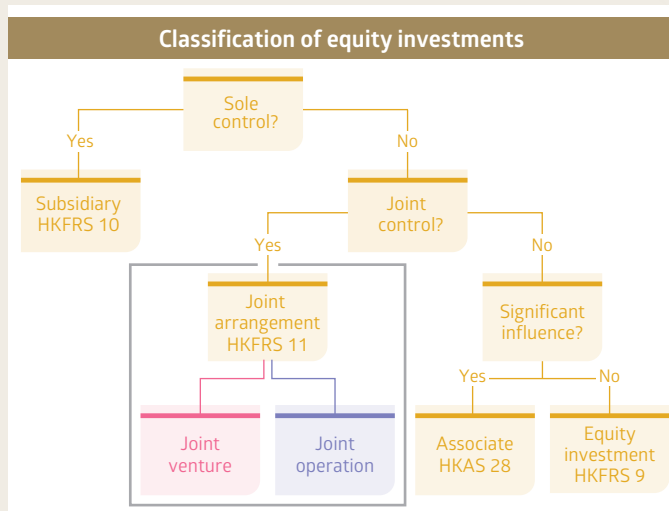 Classification of equity investments
Sole
control?
Yes
No
Subsidiary
HKFRS 10
Joint
control?
Yes
No
Joint
arrangement
HKFRS 11
Significant
influence?
Yes
No
Joint
venture
Joint
operation
Associate
HKAS 28
Equity
investment
HKFRS 9